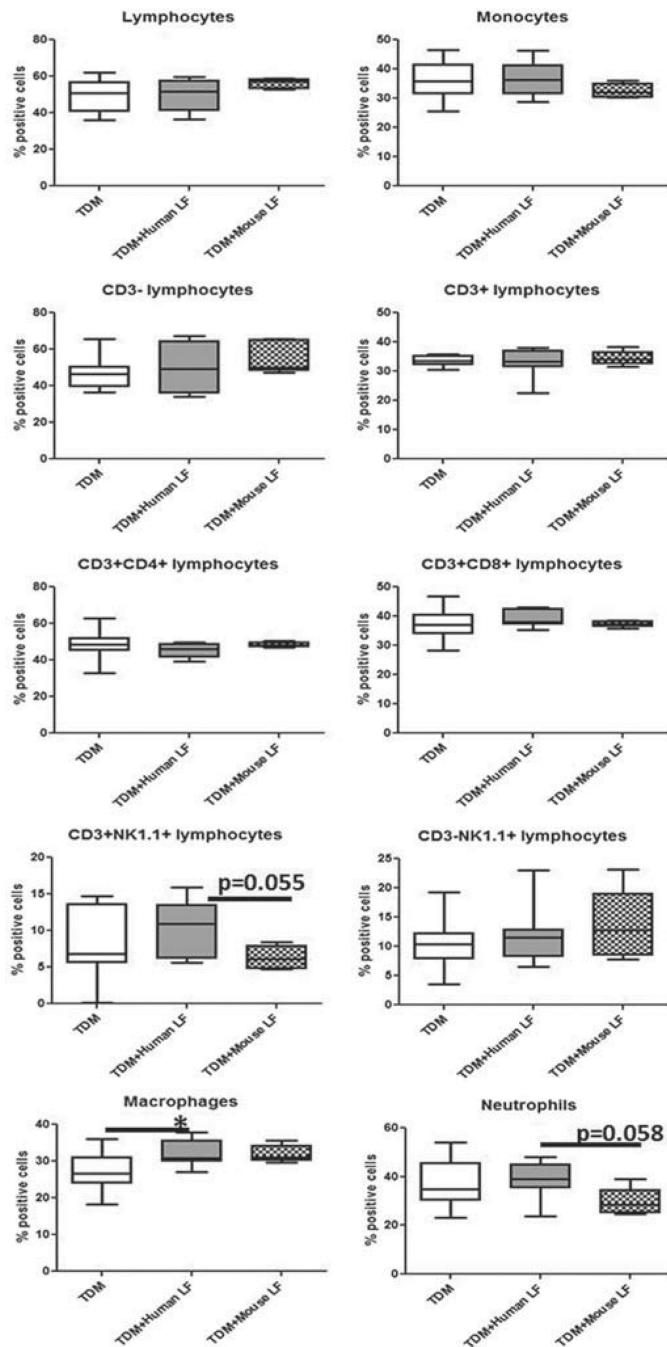 Lymphocytes
% positive cells
80
60
40
20
0
TDM
TDM+Human LF
TDM+Mouse LF
Monocytes
% positive cells
50
40
30
20
10
0
TDM
TDM+Human LF
TDM+Mouse LF
CD3- lymphocytes
% positive cells
80
60
40
20
0
TDM
TDM+Human LF
TDM+Mouse LF
CD3+ lymphocytes
% positive cells
50
40
30
20
10
0
TDM
TDM+Human LF
TDM+Mouse LF
CD3+CD4+ lymphocytes
% positive cells
80
60
40
20
0
TDM
TDM+Human LF
TDM+Mouse LF
CD3+CD8+ lymphocytes
% positive cells
50
40
30
20
10
0
TDM
TDM+Human LF
TDM+Mouse LF
CD3+NK1.1+ lymphocytes
% positive cells
20
15
10
5
0
p=0.055
TDM
TDM+Human LF
TDM+Mouse LF
CD3-NK1.1+ lymphocytes
% positive cells
25
20
15
10
5
0
TDM
TDM+Human LF
TDM+Mouse LF
Macrophages
% positive cells
40
30
20
10
0
*
TDM
TDM+Human LF
TDM+Mouse LF
Neutrophils
% positive cells
60
40
20
0
p=0.058
TDM
TDM+Human LF
TDM+Mouse LF